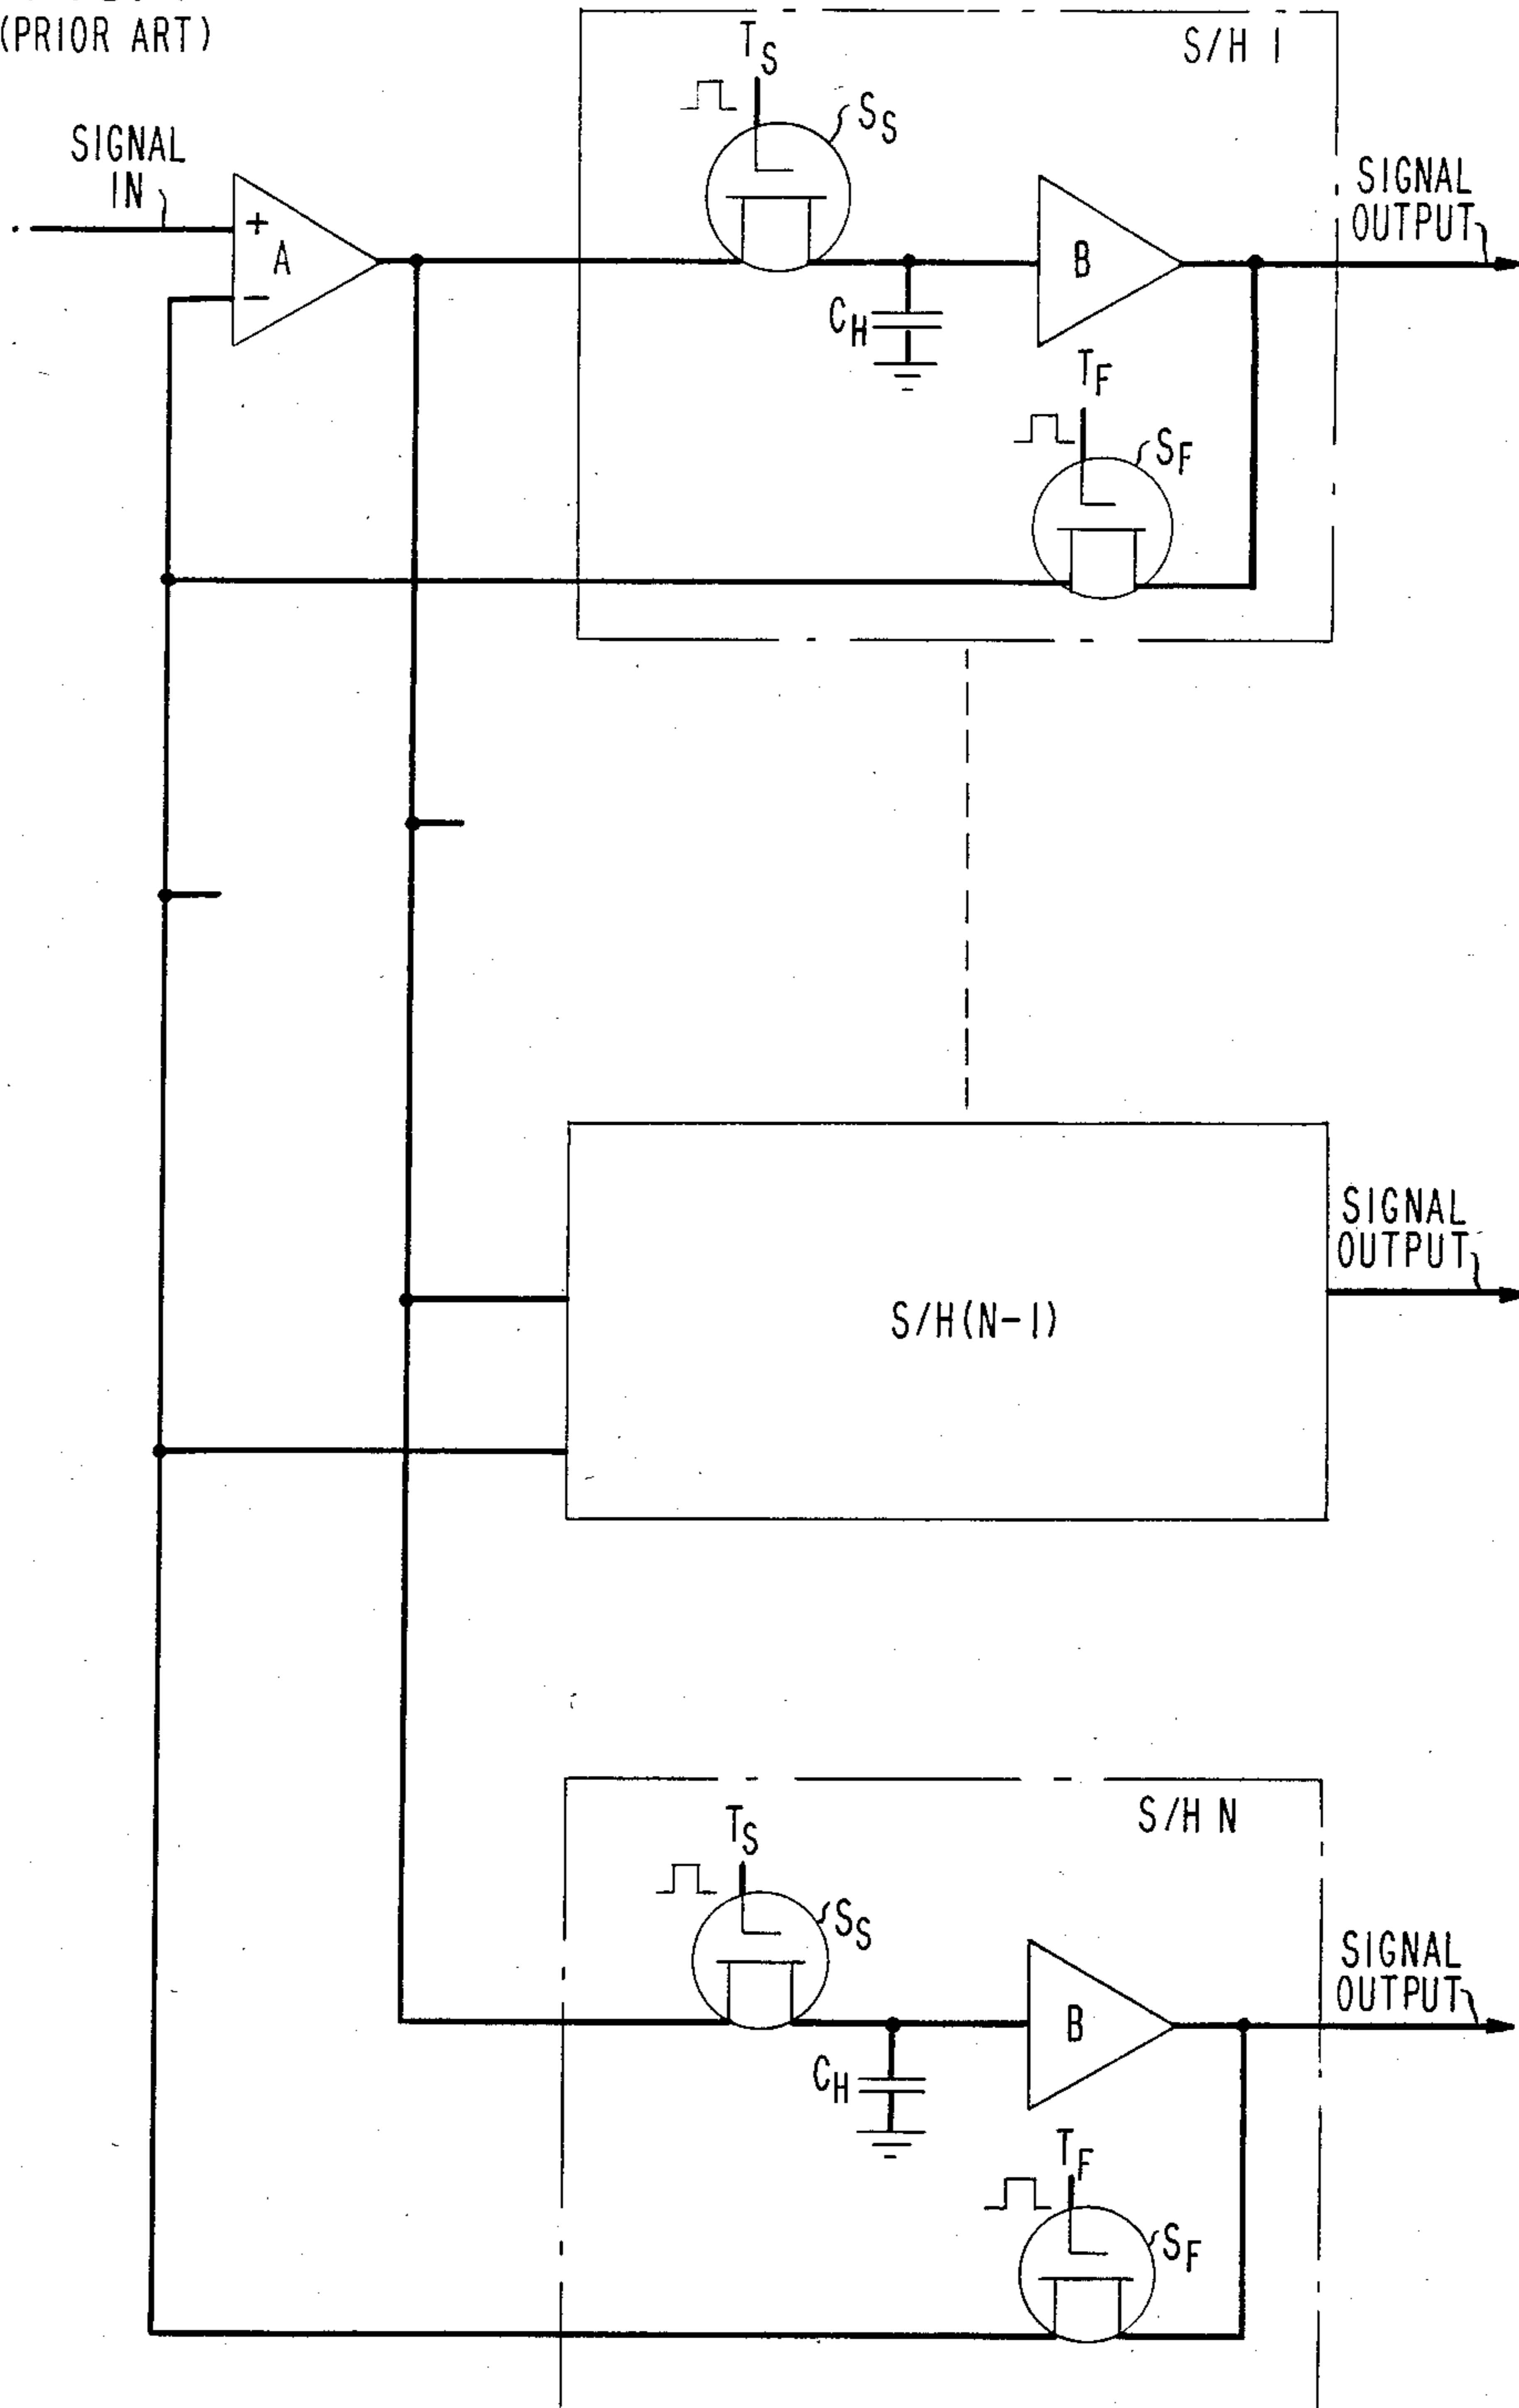 (PRIOR ART)
S/H 1
T_S
S_S
SIGNAL
IN
+
A
−
SIGNAL
OUTPUT
B
C_H
T_F
S_F
SIGNAL
OUTPUT
S/H(N-1)
S/H N
T_S
S_S
SIGNAL
OUTPUT
B
C_H
T_F
S_F